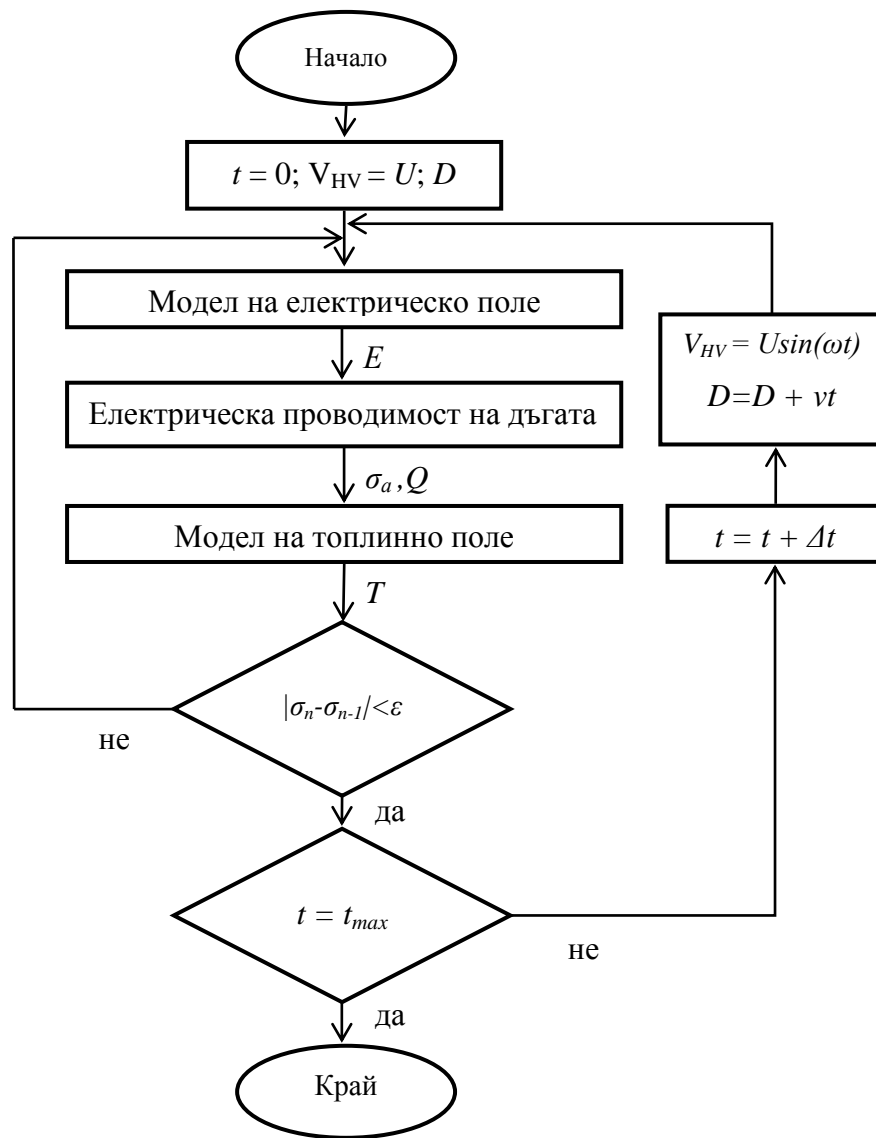 Начало
t = 0; V_HV = U; D
Модел на електрическо поле
E
Електрическа проводимост на дъгата
σ_a ,Q
Модел на топлинно поле
T
|σ_n-σ_n-1|<ε
не
да
t = t_max
не
да
Край
t = t + Δt
V_HV = Usin(ωt)
D=D + vt